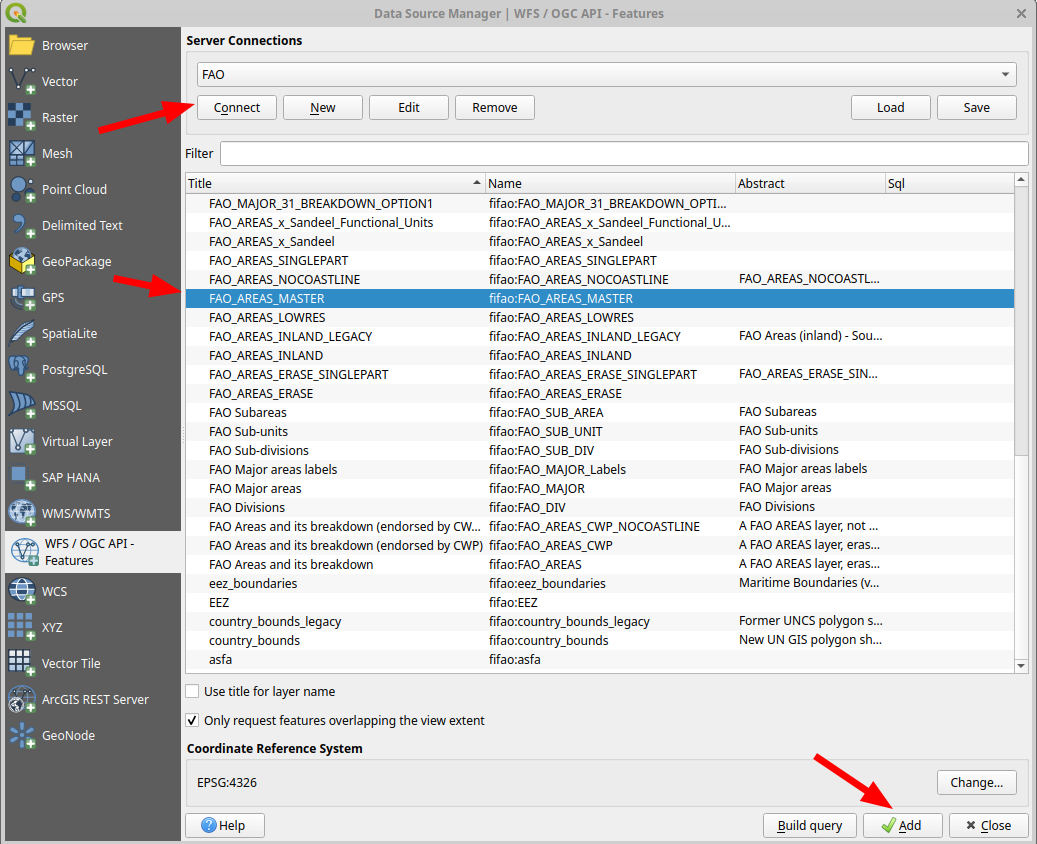 Data Source Manager | WFS / OGC API - Features
Browser
Vector
Raster
Mesh
Point Cloud
Delimited Text
GeoPackage
GPS
SpatiaLite
PostgreSQL
MSSQL
Virtual Layer
SAP HANA
WMS/WMTS
WFS / OGC API -
Features
WCS
XYZ
Vector Tile
ArcGIS REST Server
GeoNode
Server Connections
FAO
Connect New Edit Remove Load Save
Filter
Title Name Abstract Sql
FAO_MAJOR_31_BREAKDOWN_OPTION1 fifao:FAO_MAJOR_31_BREAKDOWN_OPTI...
FAO_AREAS_x_Sandeel_Functional_Units fifao:FAO_AREAS_x_Sandeel_Functional_U...
FAO_AREAS_x_Sandeel fifao:FAO_AREAS_x_Sandeel
FAO_AREAS_SINGLEPART fifao:FAO_AREAS_SINGLEPART
FAO_AREAS_NOCOASTLINE fifao:FAO_AREAS_NOCOASTLINE FAO_AREAS_NOCOASTL...
FAO_AREAS_MASTER fifao:FAO_AREAS_MASTER
FAO_AREAS_LOWRES fifao:FAO_AREAS_LOWRES
FAO_AREAS_INLAND_LEGACY fifao:FAO_AREAS_INLAND_LEGACY FAO Areas (inland) - Sou...
FAO_AREAS_INLAND fifao:FAO_AREAS_INLAND
FAO_AREAS_ERASE_SINGLEPART fifao:FAO_AREAS_ERASE_SINGLEPART FAO_AREAS_ERASE_SIN...
FAO_AREAS_ERASE fifao:FAO_AREAS_ERASE
FAO Subareas fifao:FAO_SUB_AREA FAO Subareas
FAO Sub-units fifao:FAO_SUB_UNIT FAO Sub-units
FAO Sub-divisions fifao:FAO_SUB_DIV FAO Sub-divisions
FAO Major areas labels fifao:FAO_MAJOR_Labels FAO Major areas labels
FAO Major areas fifao:FAO_MAJOR FAO Major areas
FAO Divisions fifao:FAO_DIV FAO Divisions
FAO Areas and its breakdown (endorsed by CW... fifao:FAO_AREAS_CWP_NOCOASTLINE A FAO AREAS layer, not ...
FAO Areas and its breakdown (endorsed by CWP) fifao:FAO_AREAS_CWP A FAO AREAS layer, eras...
FAO Areas and its breakdown fifao:FAO_AREAS A FAO AREAS layer, eras...
eez_boundaries fifao:eez_boundaries Maritime Boundaries (v...
EEZ fifao:EEZ
country_bounds_legacy fifao:country_bounds_legacy Former UNCS polygon s...
country_bounds fifao:country_bounds New UN GIS polygon sh...
asfa fifao:asfa
Use title for layer name
Only request features overlapping the view extent
Coordinate Reference System
EPSG:4326 Change...
Help Build query Add Close